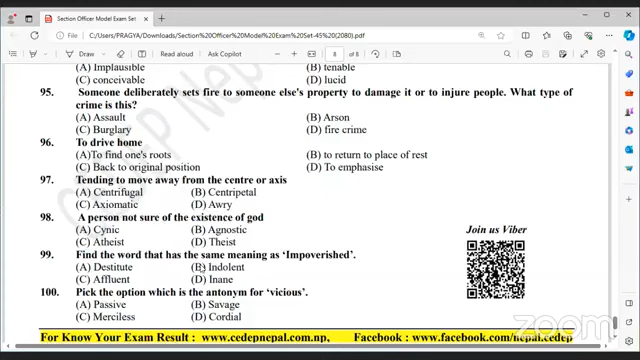 Section Officer Model Exam Set
File
C:/Users/PRAGYA/Downloads/Section%20Officer%20Model%20Exam%20Set-45(2080).pdf
Draw
Read aloud
Ask Copilot
8
of 8
(A) Implausible (B) tenable
(C) conceivable (D) lucid
95. Someone deliberately sets fire to someone else's property to damage it or to injure people. What type of
crime is this?
(A) Assault (B) Arson
(C) Burglary (D) fire crime
96. To drive home
(A)To find one's roots (B) to return to place of rest
(C) Back to original position (D) To emphasise
97. Tending to move away from the centre or axis
(A) Centrifugal (B) Centripetal
(C) Axiomatic (D) Awry
98. A person not sure of the existence of god
(A) Cynic (B) Agnostic
(C) Atheist (D) Theist
99. Find the word that has the same meaning as 'Impoverished'.
(A) Destitute (B) Indolent
(C) Affluent (D) Inane
100. Pick the option which is the antonym for 'vicious'.
(A) Passive (B) Savage
(C) Merciless (D) Cordial
Join us Viber
zoom
For Know Your Exam Result : www.cedepnepal.com.np, Facebook : www.facebook.com/nepal.cedep